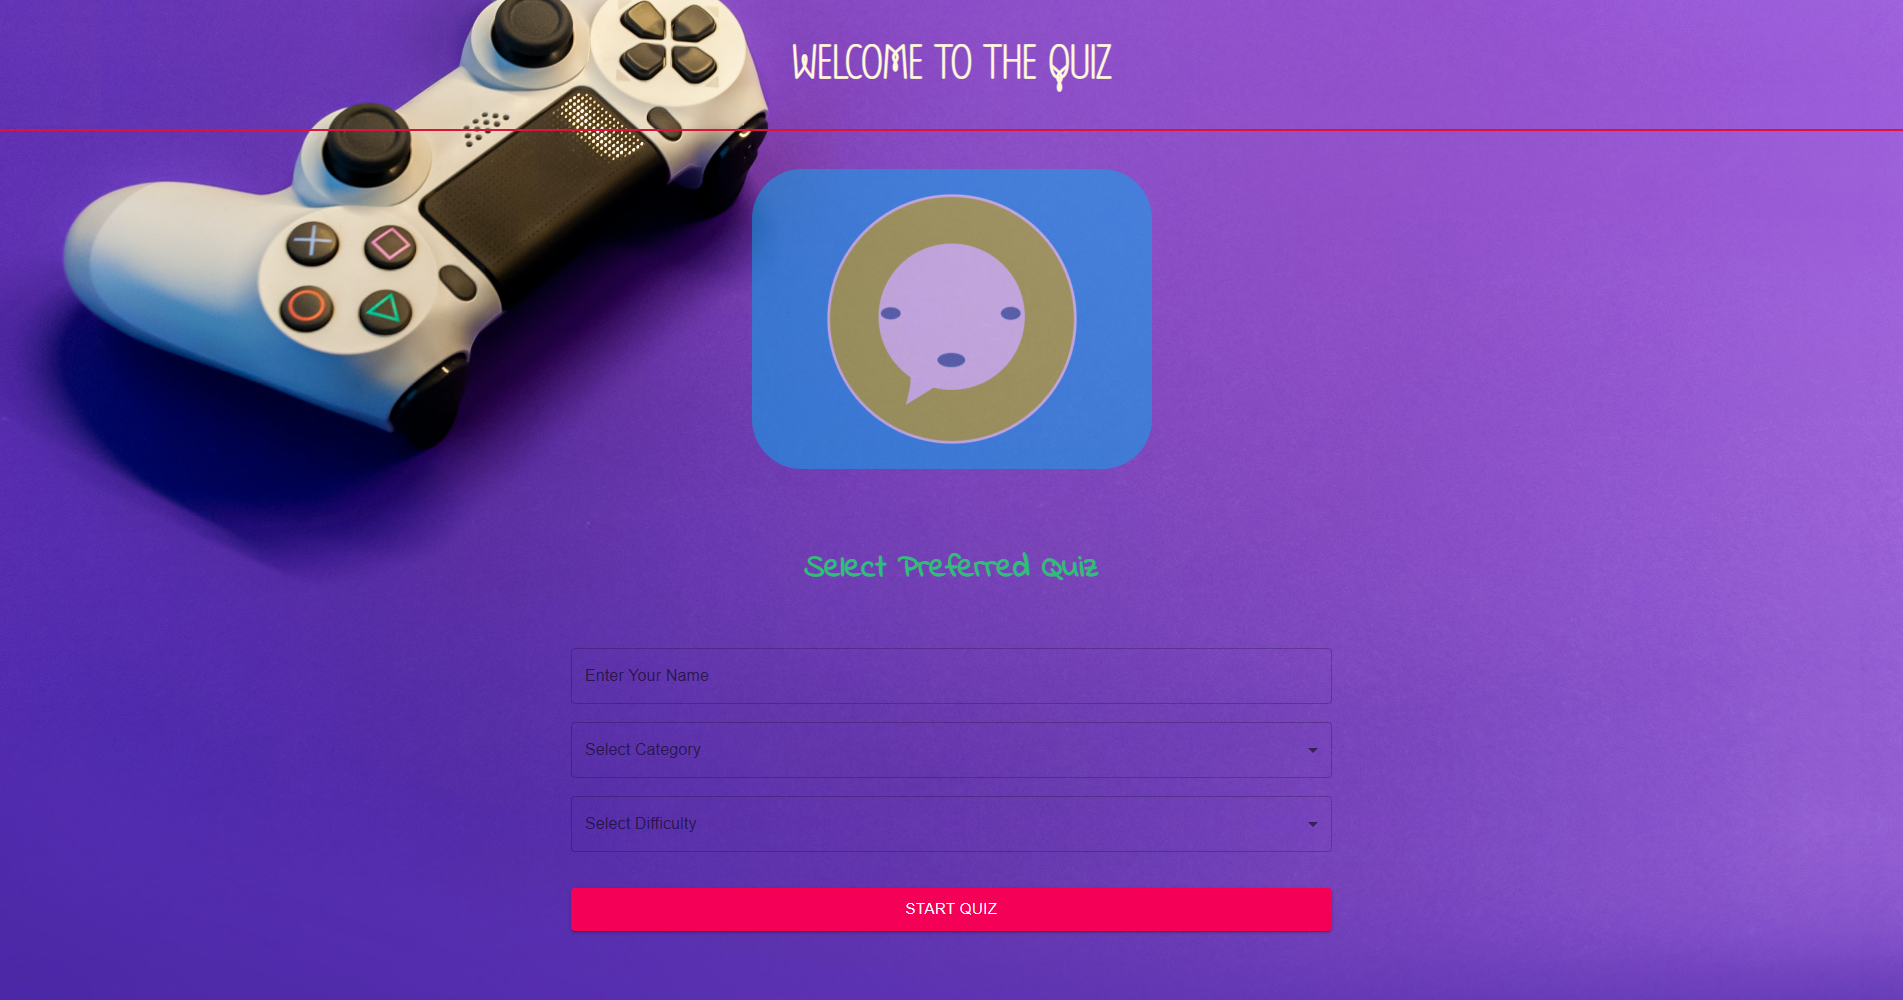 WELCOME TO THE QUIZ
Select Preferred Quiz
Enter Your Name
Select Category
Select Difficulty
START QUIZ